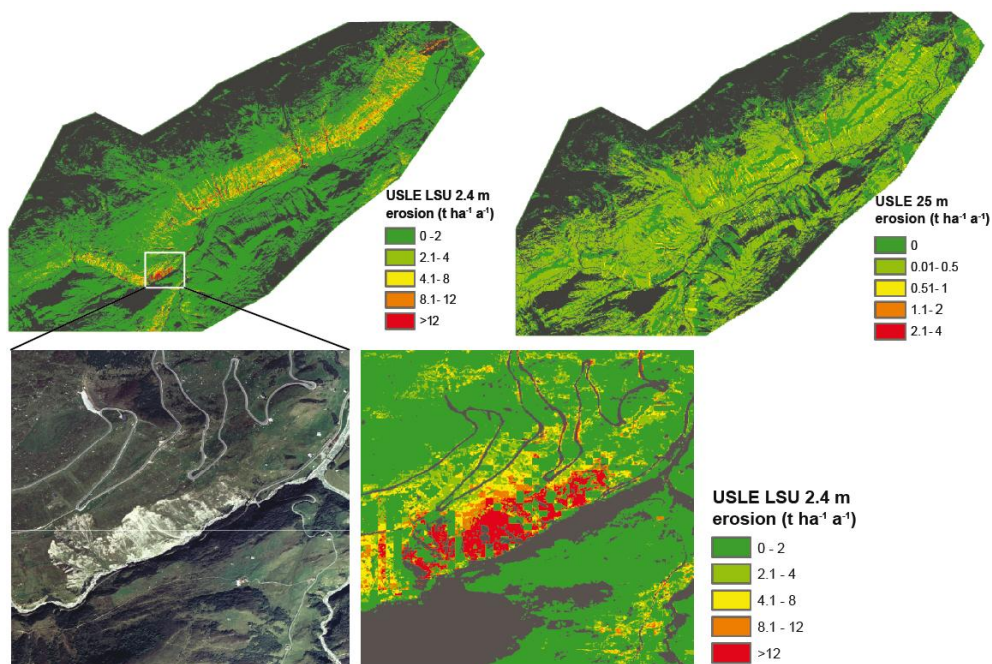 USLE LSU 2.4 m
erosion (t ha⁻¹ a⁻¹)
0 - 2
2.1- 4
4.1- 8
8.1- 12
>12
USLE 25 m
erosion (t ha⁻¹ a⁻¹)
0
0.01- 0.5
0.51- 1
1.1- 2
2.1- 4
USLE LSU 2.4 m
erosion (t ha⁻¹ a⁻¹)
0 - 2
2.1 - 4
4.1 - 8
8.1 - 12
>12